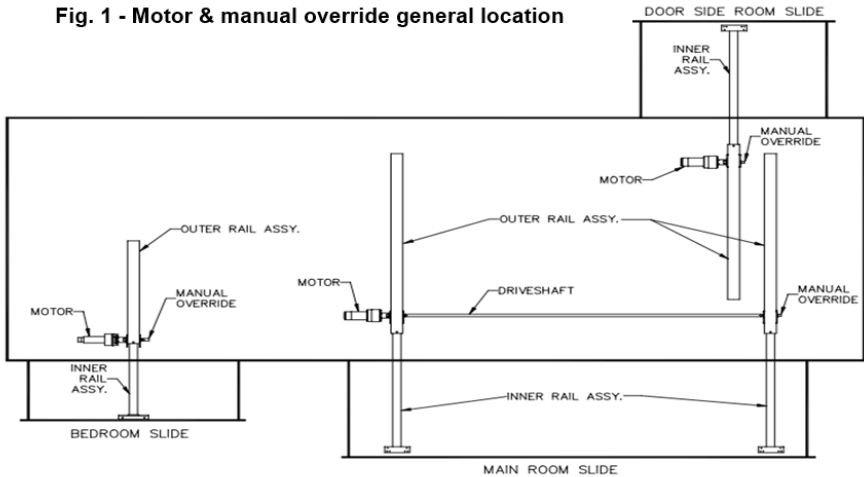 Fig. 1 - Motor & manual override general location
DOOR SIDE ROOM SLIDE
INNER
RAIL
ASSY.
MANUAL
OVERRIDE
MOTOR
OUTER RAIL ASSY.
OUTER RAIL ASSY.
MOTOR
DRIVESHAFT
MANUAL
OVERRIDE
MOTOR
MANUAL
OVERRIDE
INNER
RAIL
ASSY.
INNER RAIL ASSY.
BEDROOM SLIDE
MAIN ROOM SLIDE